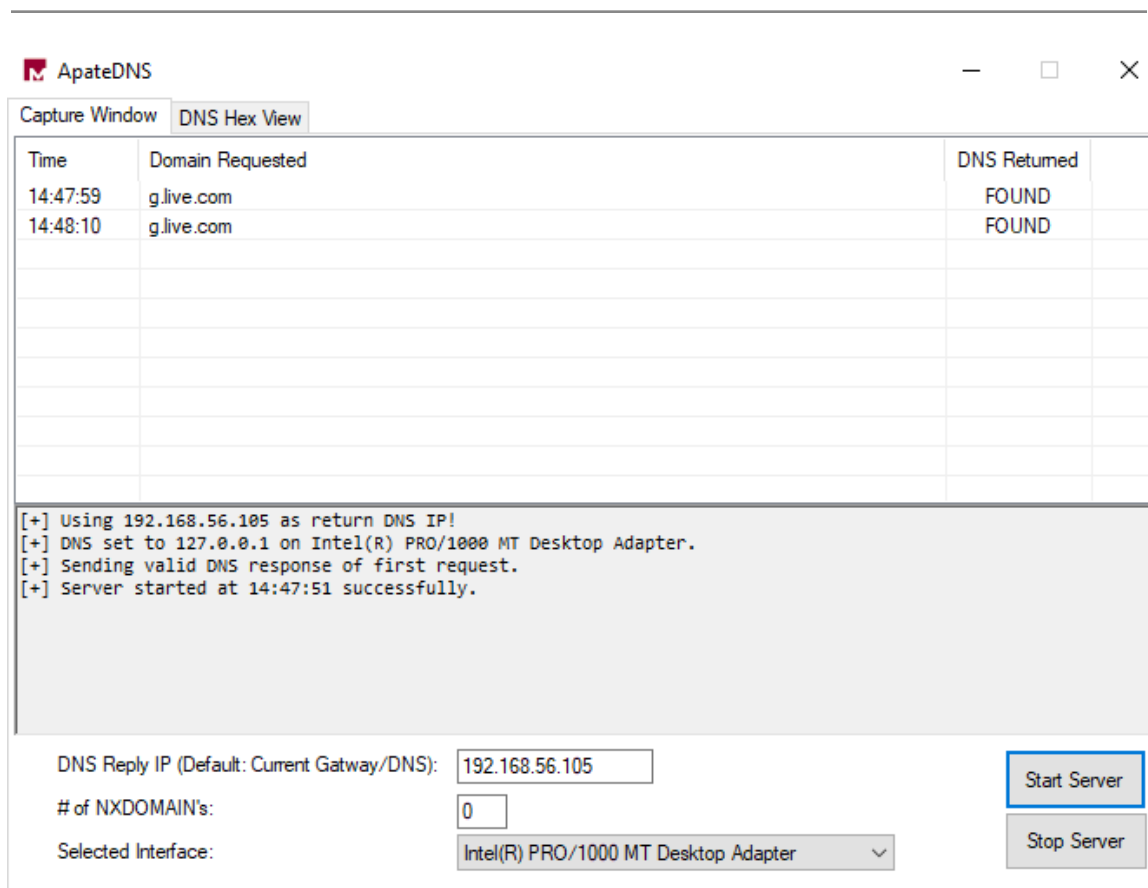 ApateDNS
Capture Window DNS Hex View
Time Domain Requested DNS Returned
14:47:59 g.live.com FOUND
14:48:10 g.live.com FOUND
[+] Using 192.168.56.105 as return DNS IP!
[+] DNS set to 127.0.0.1 on Intel(R) PRO/1000 MT Desktop Adapter.
[+] Sending valid DNS response of first request.
[+] Server started at 14:47:51 successfully.
DNS Reply IP (Default: Current Gatway/DNS): 192.168.56.105
Start Server
# of NXDOMAIN's: 0
Stop Server
Selected Interface: Intel(R) PRO/1000 MT Desktop Adapter